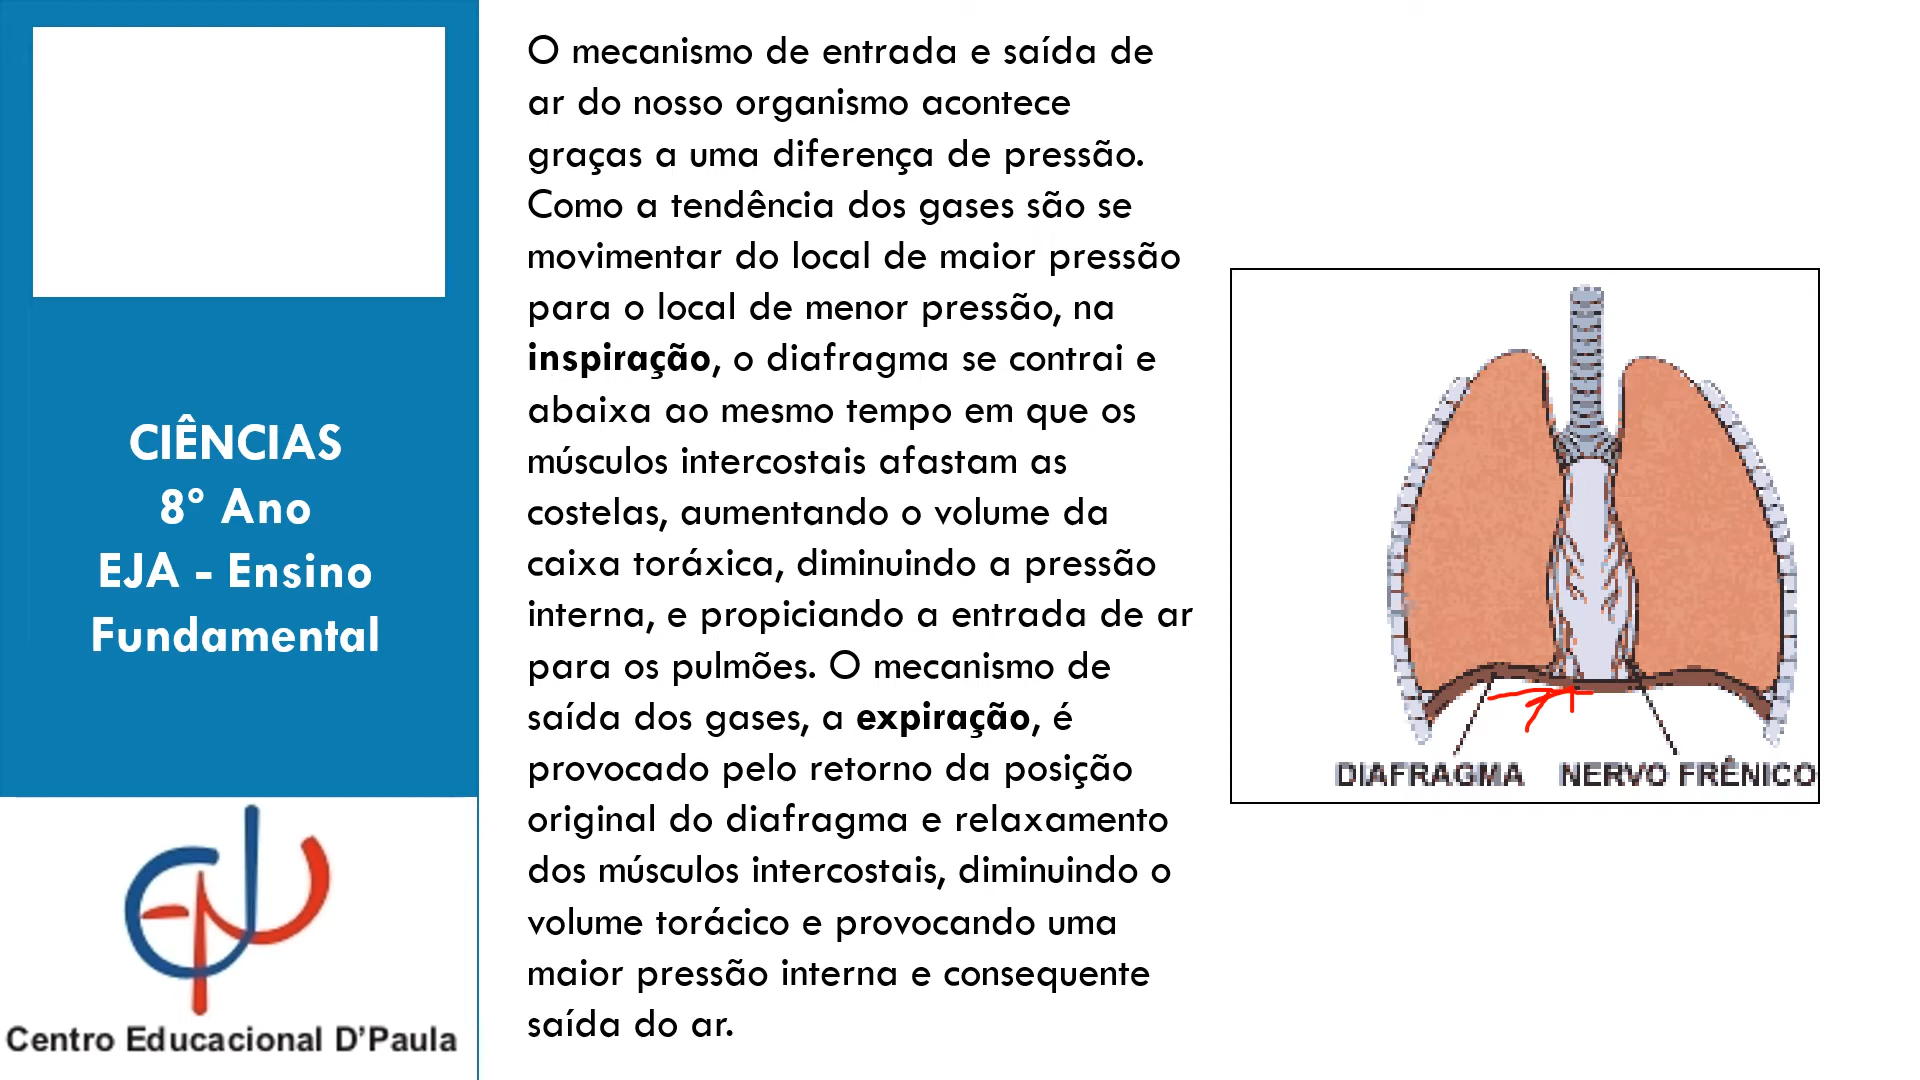 CIÊNCIAS
8º Ano
EJA - Ensino
Fundamental
Centro Educacional D'Paula
O mecanismo de entrada e saída de
ar do nosso organismo acontece
graças a uma diferença de pressão.
Como a tendência dos gases são se
movimentar do local de maior pressão
para o local de menor pressão, na
inspiração, o diafragma se contrai e
abaixa ao mesmo tempo em que os
músculos intercostais afastam as
costelas, aumentando o volume da
caixa toráxica, diminuindo a pressão
interna, e propiciando a entrada de ar
para os pulmões. O mecanismo de
saída dos gases, a expiração, é
provocado pelo retorno da posição
original do diafragma e relaxamento
dos músculos intercostais, diminuindo o
volume torácico e provocando uma
maior pressão interna e consequente
saída do ar.
DIAFRAGMA NERVO FRÊNICO